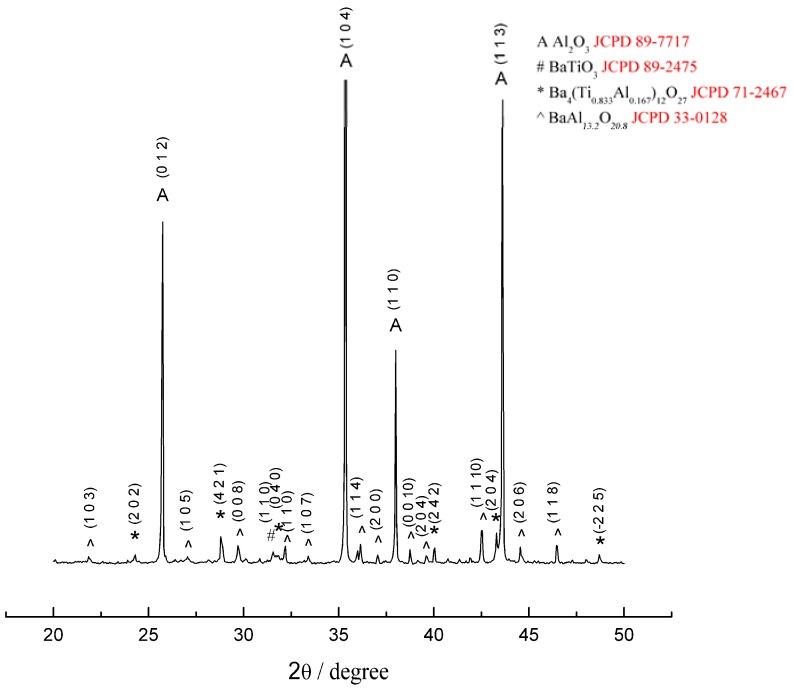 A Al2O3 JCPD 89-7717
# BaTiO3 JCPD 89-2475
* Ba4(Ti0.833Al0.167)12O27 JCPD 71-2467
^ BaAl13.2O20.8 JCPD 33-0128
^ (1 0 3)
* (2 0 2)
A (0 1 2)
^ (1 0 5)
* (4 2 1)
^ (0 0 8)
# (1 1 0)
* (0 4 0)
^ (1 1 0)
^ (1 0 7)
A (1 0 4)
^ (1 1 4)
^ (2 0 0)
A (1 1 0)
^ (0 0 10)
^ (2 0 4)
* (2 4 2)
^ (1 1 10)
* (2 0 4)
A (1 1 3)
^ (2 0 6)
^ (1 1 8)
* (-2 2 5)
20 25 30 35 40 45 50
2θ / degree